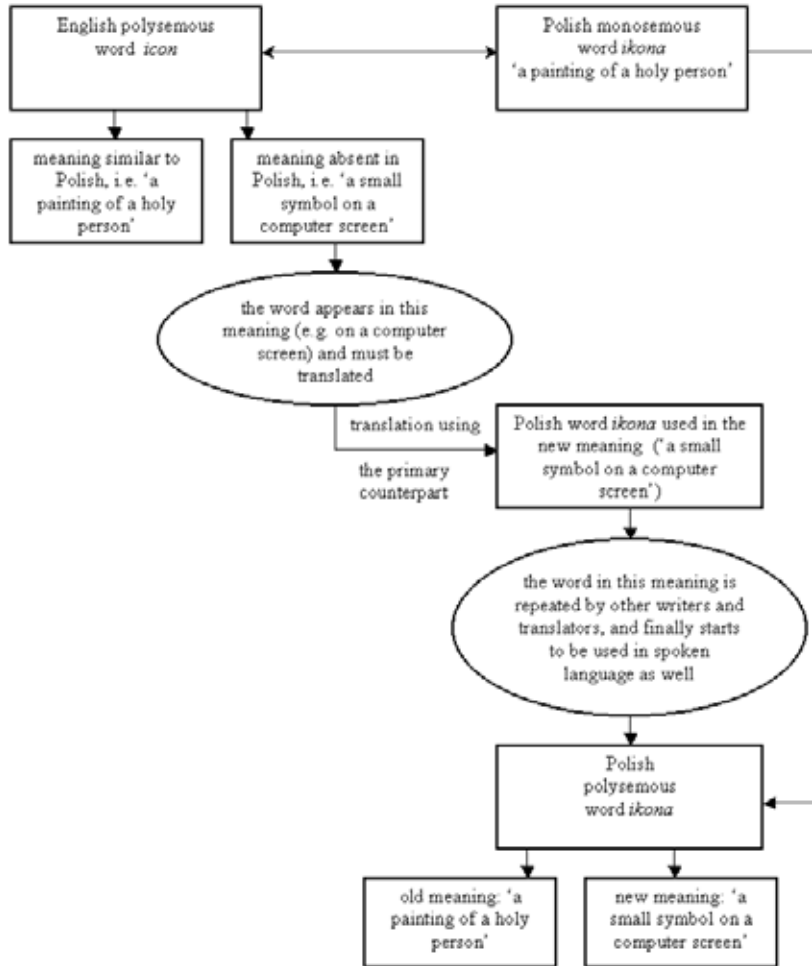 English polysemous
word icon
Polish monosemous
word ikona
‘a painting of a holy person’
meaning similar to
Polish, i.e. ‘a
painting of a holy
person’
meaning absent in
Polish, i.e. ‘a small
symbol on a
computer screen’
the word appears in this
meaning (e.g. on a computer
screen) and must be
translated
translation using
the primary
counterpart
Polish word ikona used in the
new meaning (‘a small
symbol on a computer
screen’)
the word in this meaning is
repeated by other writers and
translators, and finally starts
to be used in spoken
language as well
Polish
polysemous
word ikona
old meaning: ‘a
painting of a holy
person’
new meaning: ‘a
small symbol on a
computer screen’